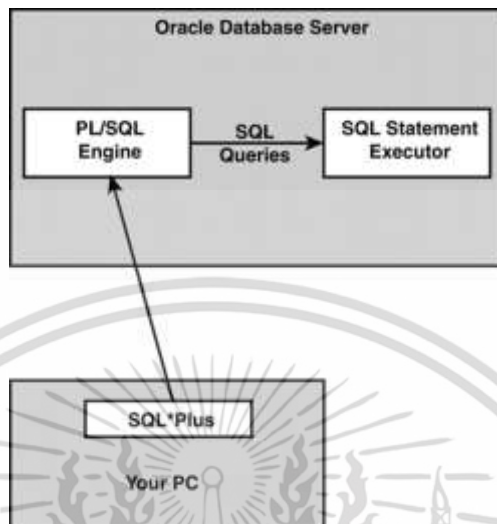 Oracle Database Server
PL/SQL
Engine
SQL
Queries
SQL Statement
Executor
SQL*Plus
Your PC